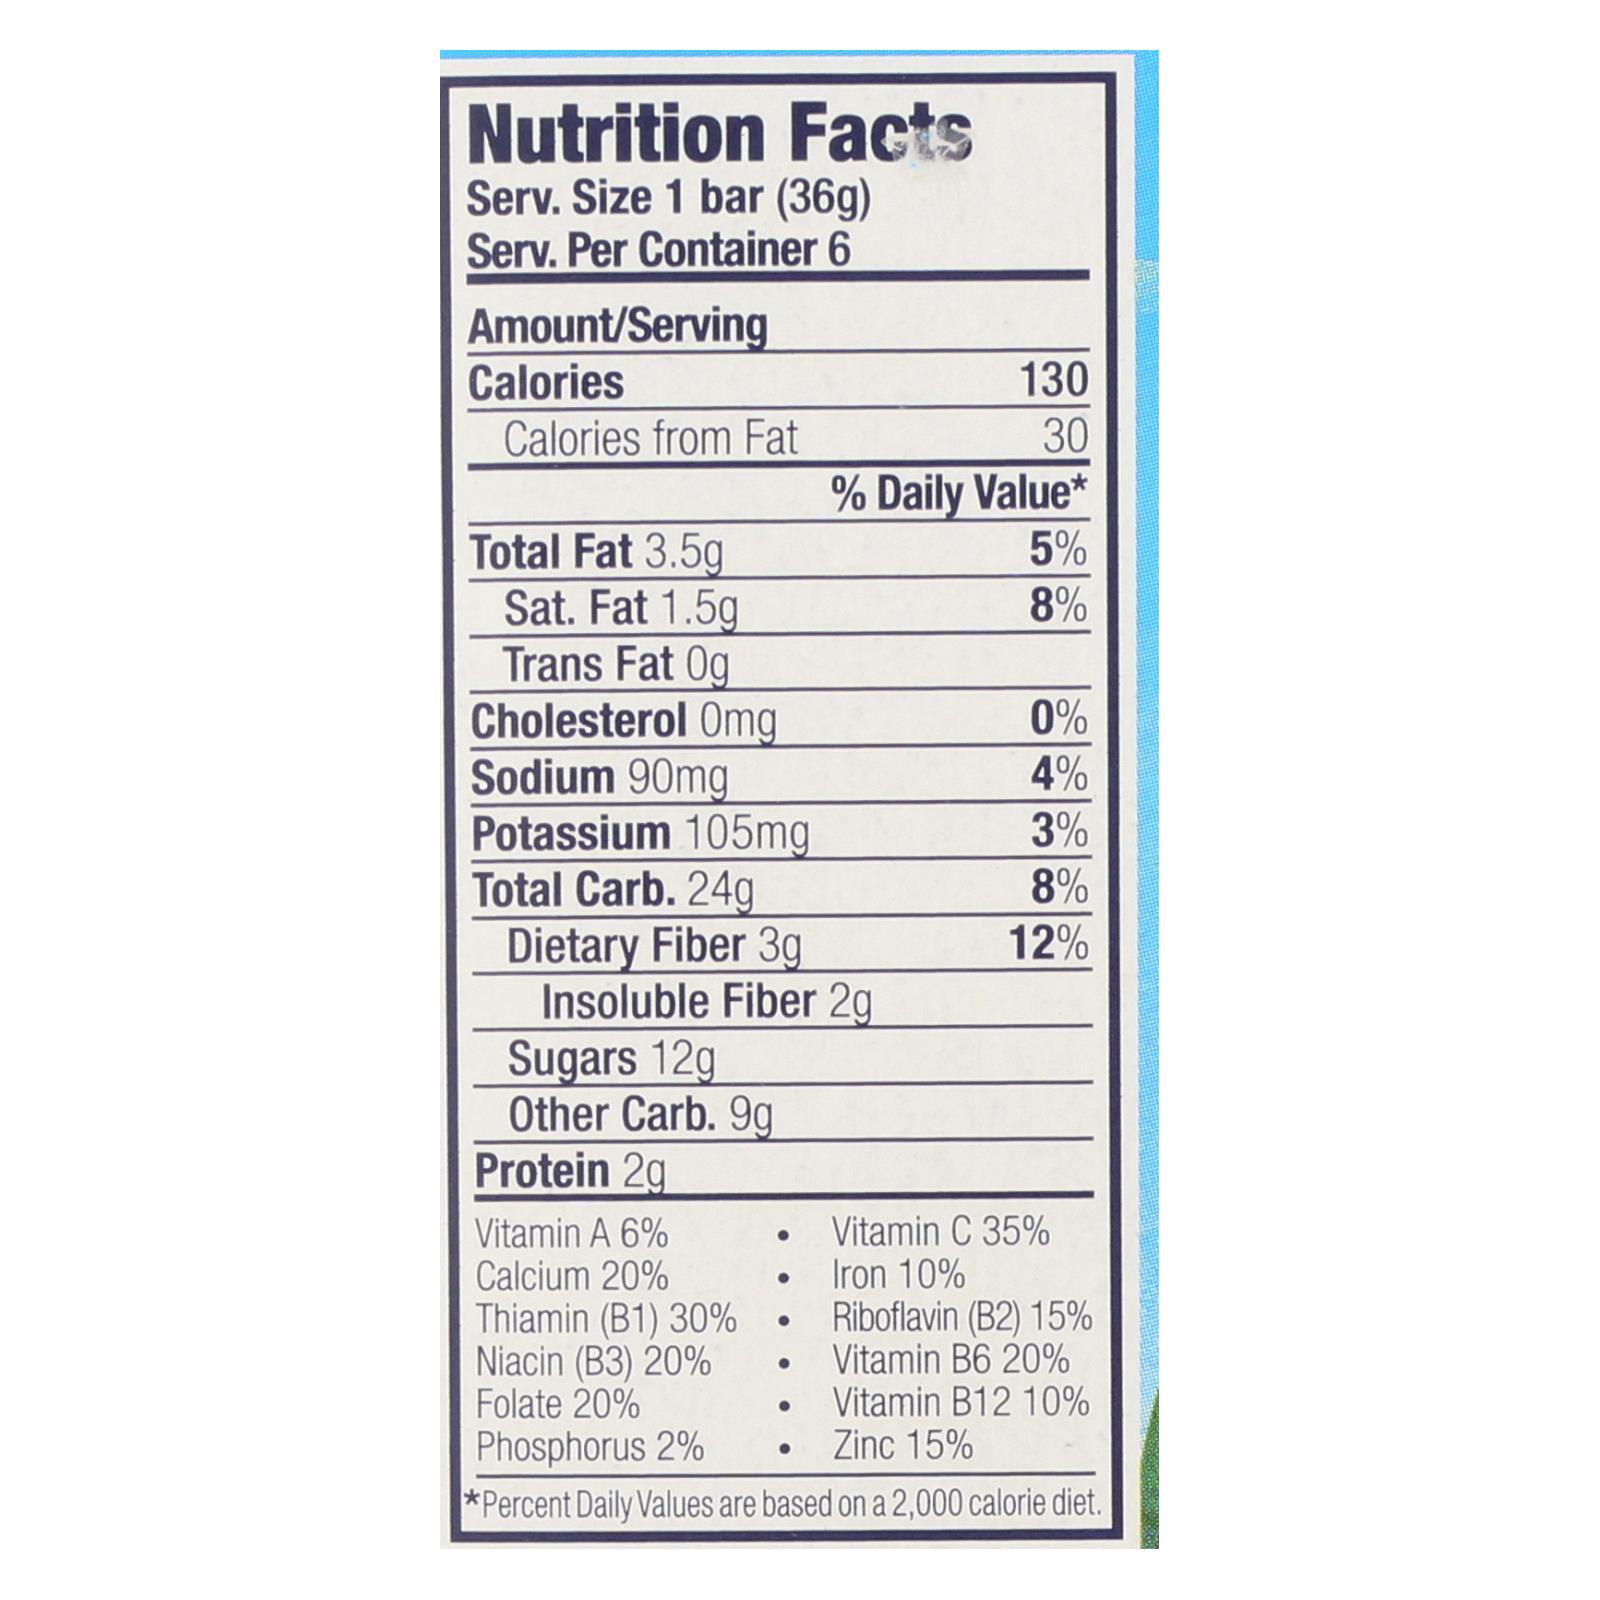 Nutrition Facts
Serv. Size 1 bar (36g)
Serv. Per Container 6
Amount/Serving
Calories 130
Calories from Fat 30
% Daily Value*
Total Fat 3.5g 5%
Sat. Fat 1.5g 8%
Trans Fat 0g
Cholesterol 0mg 0%
Sodium 90mg 4%
Potassium 105mg 3%
Total Carb. 24g 8%
Dietary Fiber 3g 12%
Insoluble Fiber 2g
Sugars 12g
Other Carb. 9g
Protein 2g
Vitamin A 6% • Vitamin C 35%
Calcium 20% • Iron 10%
Thiamin (B1) 30% • Riboflavin (B2) 15%
Niacin (B3) 20% • Vitamin B6 20%
Folate 20% • Vitamin B12 10%
Phosphorus 2% • Zinc 15%
*Percent Daily Values are based on a 2,000 calorie diet.